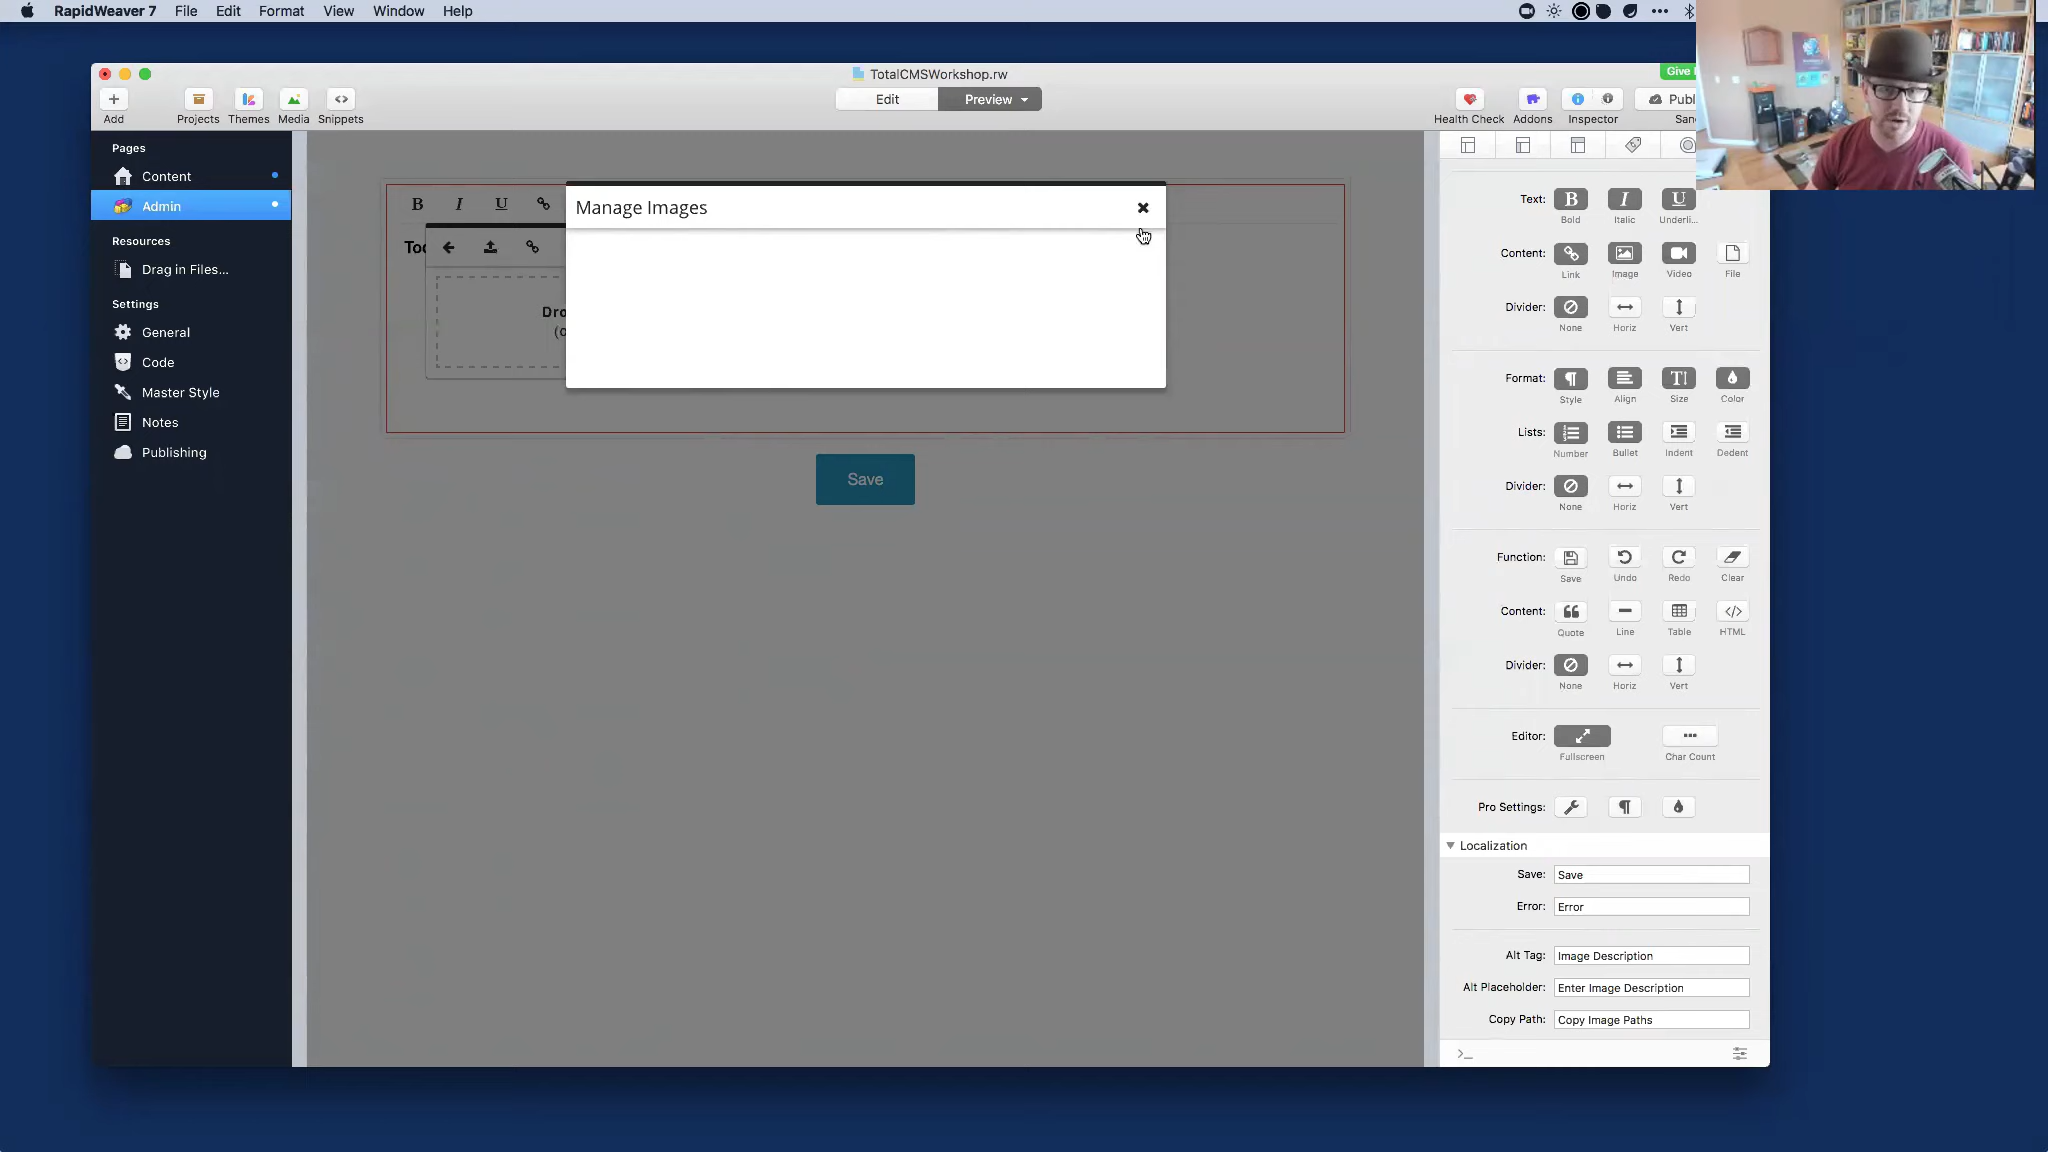 RapidWeaver 7 File Edit Format View Window Help
TotalCMSWorkshop.rw
Give
Add Projects Themes Media Snippets
Edit Preview
Health Check Addons Inspector
Pages
Content
Admin
Resources
Drag in Files...
Settings
General
Code
Master Style
Notes
Publishing
B I U
Manage Images
Save
Text: B I U
Bold Italic Underli...
Content:
Link Image Video File
Divider:
None Horiz Vert
Format:
Style Align Size Color
Lists:
Number Bullet Indent Dedent
Divider:
None Horiz Vert
Function:
Save Undo Redo Clear
Content:
Quote Line Table HTML
Divider:
None Horiz Vert
Editor:
Fullscreen Char Count
Pro Settings:
Localization
Save: Save
Error: Error
Alt Tag: Image Description
Alt Placeholder: Enter Image Description
Copy Path: Copy Image Paths